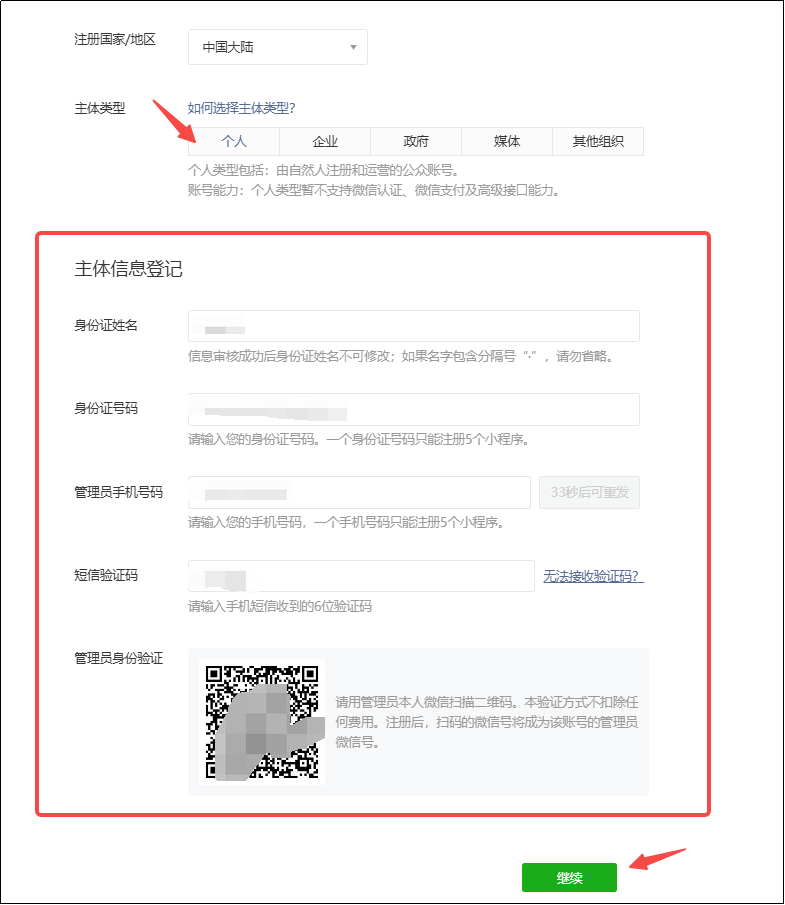 注册国家/地区
中国大陆
主体类型
如何选择主体类型?
个人 企业 政府 媒体 其他组织
个人类型包括：由自然人注册和运营的公众账号。
账号能力：个人类型暂不支持微信认证、微信支付及高级接口能力。
主体信息登记
身份证姓名
信息审核成功后身份证姓名不可修改；如果名字包含分隔号“·”，请勿省略。
身份证号码
请输入您的身份证号码。一个身份证号码只能注册5个小程序。
管理员手机号码
33秒后可重发
请输入您的手机号码，一个手机号码只能注册5个小程序。
短信验证码
无法接收验证码?
请输入手机短信收到的6位验证码
管理员身份验证
请用管理员本人微信扫描二维码。本验证方式不扣除任
何费用。注册后，扫码的微信号将成为该账号的管理员
微信号。
继续